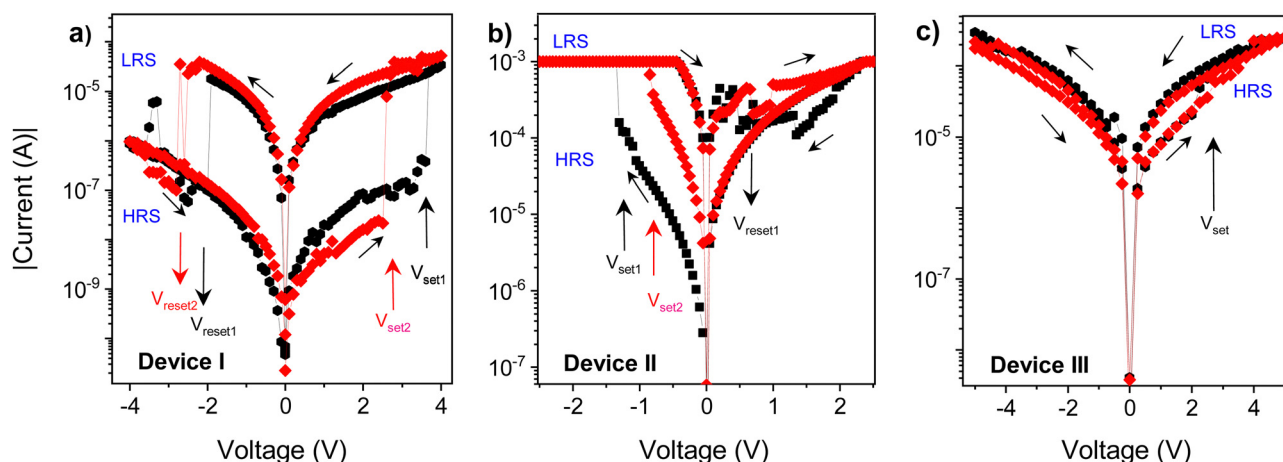 a)
LRS
HRS
V_reset2
V_reset1
V_set1
V_set2
Device I
10^-5
10^-7
10^-9
-4
-2
0
2
4
Voltage (V)
|Current (A)|
b)
LRS
HRS
V_set1
V_set2
V_reset1
Device II
10^-3
10^-4
10^-5
10^-6
10^-7
-2
-1
0
1
2
Voltage (V)
c)
LRS
HRS
V_set
Device III
10^-5
10^-7
-4
-2
0
2
4
Voltage (V)